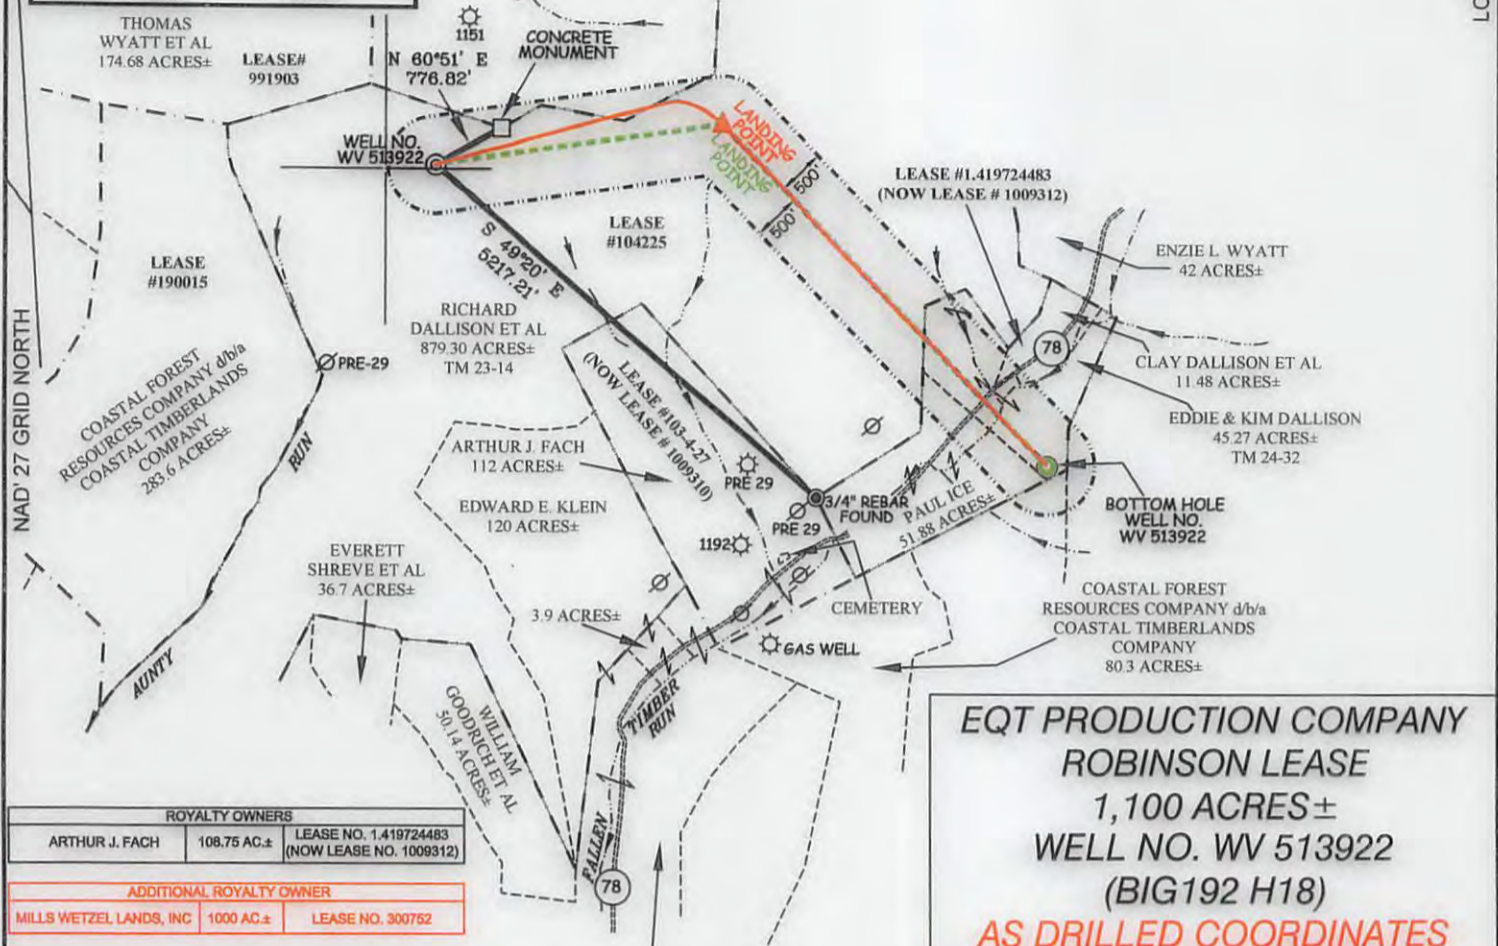 THOMAS
WYATT ET AL
174.68 ACRES±
LEASE#
991903
1151
N 60°51' E
776.82'
CONCRETE
MONUMENT
WELL NO.
WV 513922
LANDING
POINT
LANDING
POINT
500'
500'
LEASE #1.419724483
(NOW LEASE # 1009312)
ENZIE L. WYATT
42 ACRES±
LEASE
#104225
S 49°20' E
5217.21'
LEASE
#190015
RICHARD
DALLISON ET AL
879.30 ACRES±
TM 23-14
NAD' 27 GRID NORTH
PRE-29
COASTAL FOREST
RESOURCES COMPANY d/b/a
COASTAL TIMBERLANDS
COMPANY
283.6 ACRES±
RUN
AUNTY
LEASE #103-4-27
(NOW LEASE # 1009310)
78
CLAY DALLISON ET AL
11.48 ACRES±
EDDIE & KIM DALLISON
45.27 ACRES±
TM 24-32
ARTHUR J. FACH
112 ACRES±
EDWARD E. KLEIN
120 ACRES±
PRE 29
PRE 29
3/4" REBAR
FOUND
PAUL ICE
51.88 ACRES±
BOTTOM HOLE
WELL NO.
WV 513922
1192
EVERETT
SHREVE ET AL
36.7 ACRES±
3.9 ACRES±
CEMETERY
GAS WELL
COASTAL FOREST
RESOURCES COMPANY d/b/a
COASTAL TIMBERLANDS
COMPANY
80.3 ACRES±
WILLIAM
GOODRICH ET AL
50.14 ACRES±
TIMBER
RUN
FALLEN
78
ROYALTY OWNERS
ARTHUR J. FACH 108.75 AC.± LEASE NO. 1.419724483
(NOW LEASE NO. 1009312)
ADDITIONAL ROYALTY OWNER
MILLS WETZEL LANDS, INC 1000 AC.± LEASE NO. 300752
EQT PRODUCTION COMPANY
ROBINSON LEASE
1,100 ACRES±
WELL NO. WV 513922
(BIG192 H18)
AS DRILLED COORDINATES